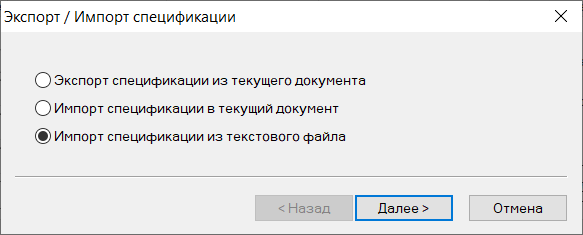 Экспорт / Импорт спецификации
Экспорт спецификации из текущего документа
Импорт спецификации в текущий документ
Импорт спецификации из текстового файла
< Назад
Далее >
Отмена